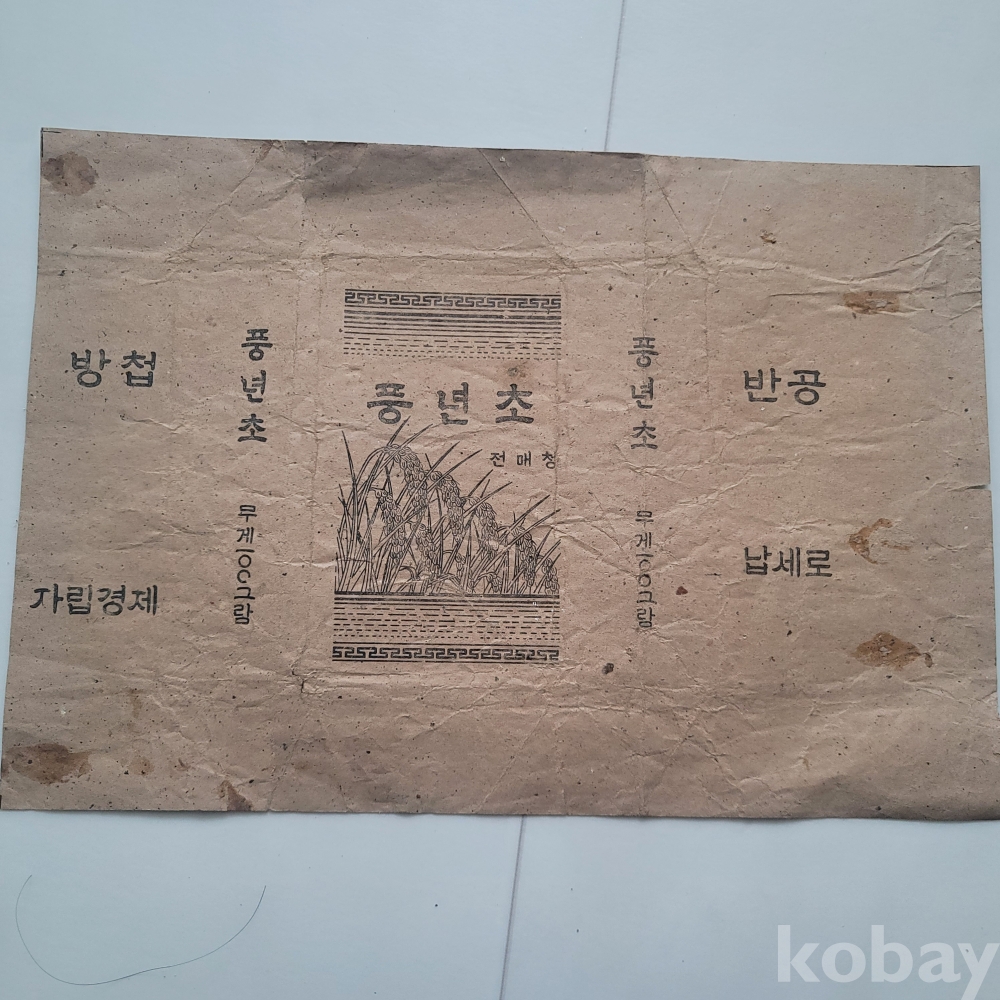 방첩
자립경제
풍년초
무게100그람
풍년초
전매청
풍년초
무게100그람
반공
납세로
kobay